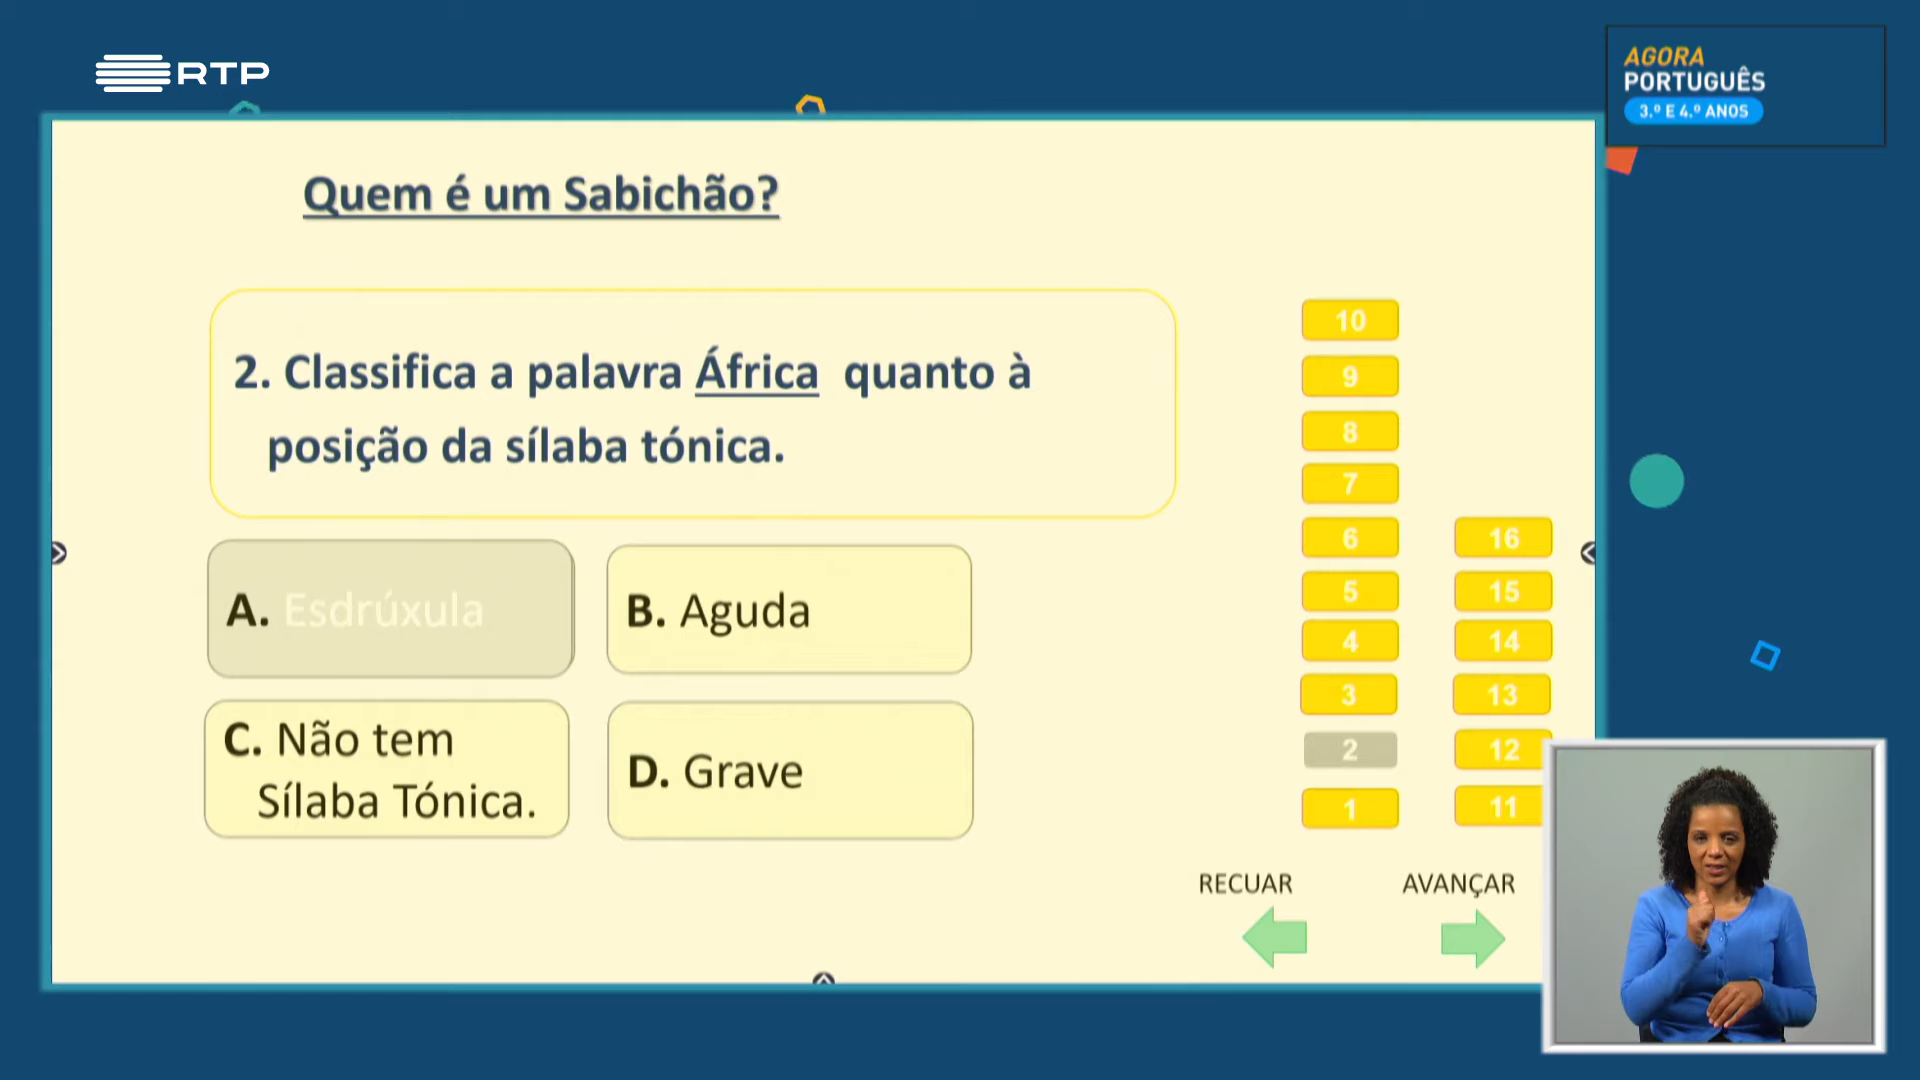 RTP
AGORA
PORTUGUÊS
3.º E 4.º ANOS
Quem é um Sabichão?
2. Classifica a palavra África quanto à
posição da sílaba tónica.
A. Esdrúxula
B. Aguda
C. Não tem
Sílaba Tónica.
D. Grave
10
9
8
7
6
5
4
3
2
1
16
15
14
13
12
11
RECUAR
AVANÇAR